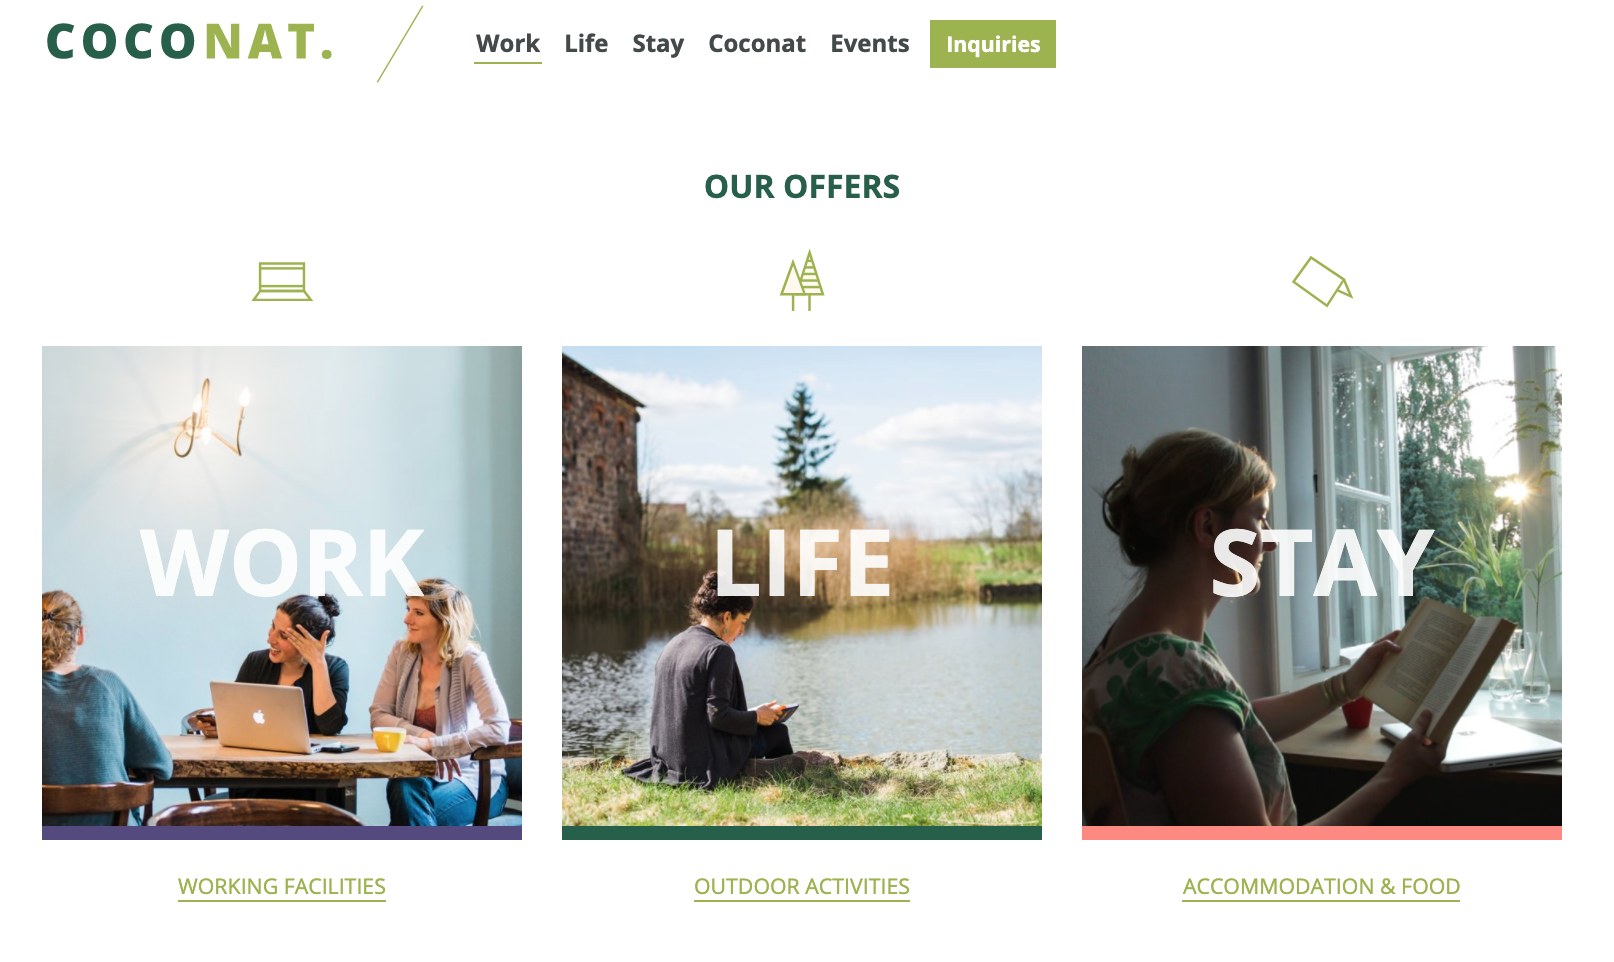 COCONAT.
Work Life Stay Coconat Events Inquiries
OUR OFFERS
WORK LIFE STAY
WORKING FACILITIES OUTDOOR ACTIVITIES ACCOMMODATION & FOOD